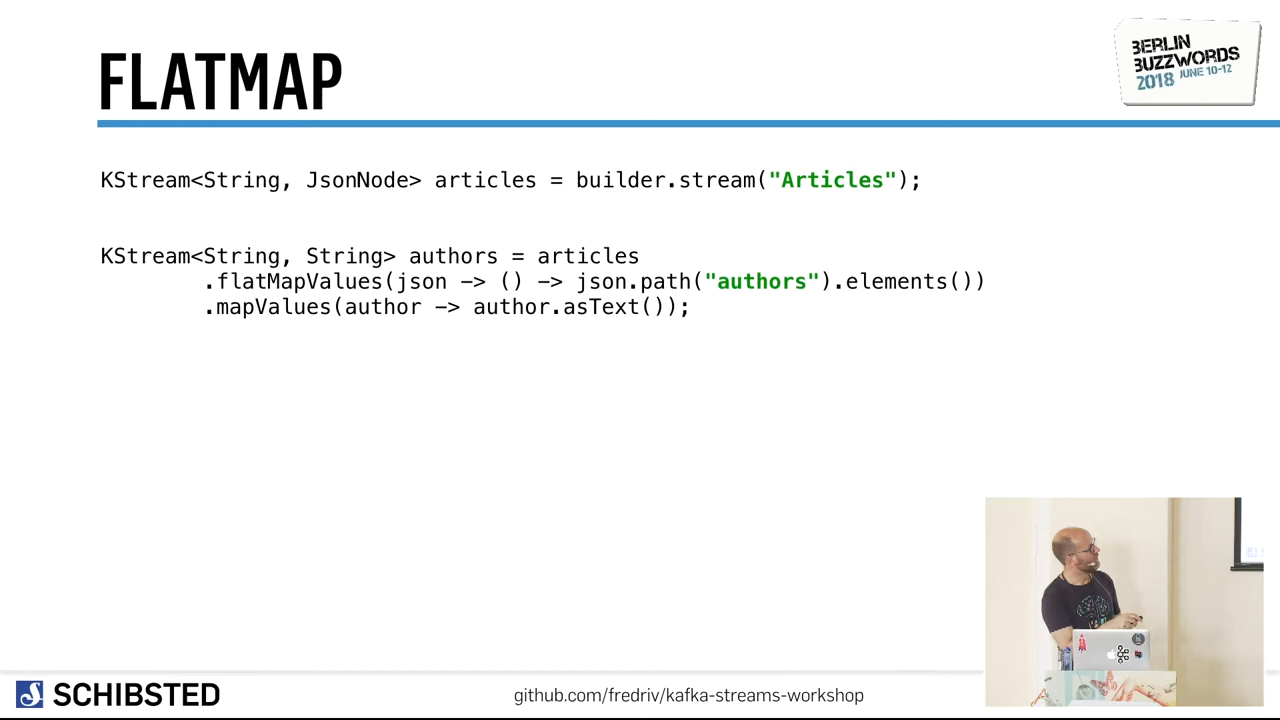 FLATMAP
BERLIN
BUZZWORDS
2018 JUNE 10-12
KStream<String, JsonNode> articles = builder.stream("Articles");
KStream<String, String> authors = articles
.flatMapValues(json -> () -> json.path("authors").elements())
.mapValues(author -> author.asText());
SCHIBSTED
github.com/fredriv/kafka-streams-workshop